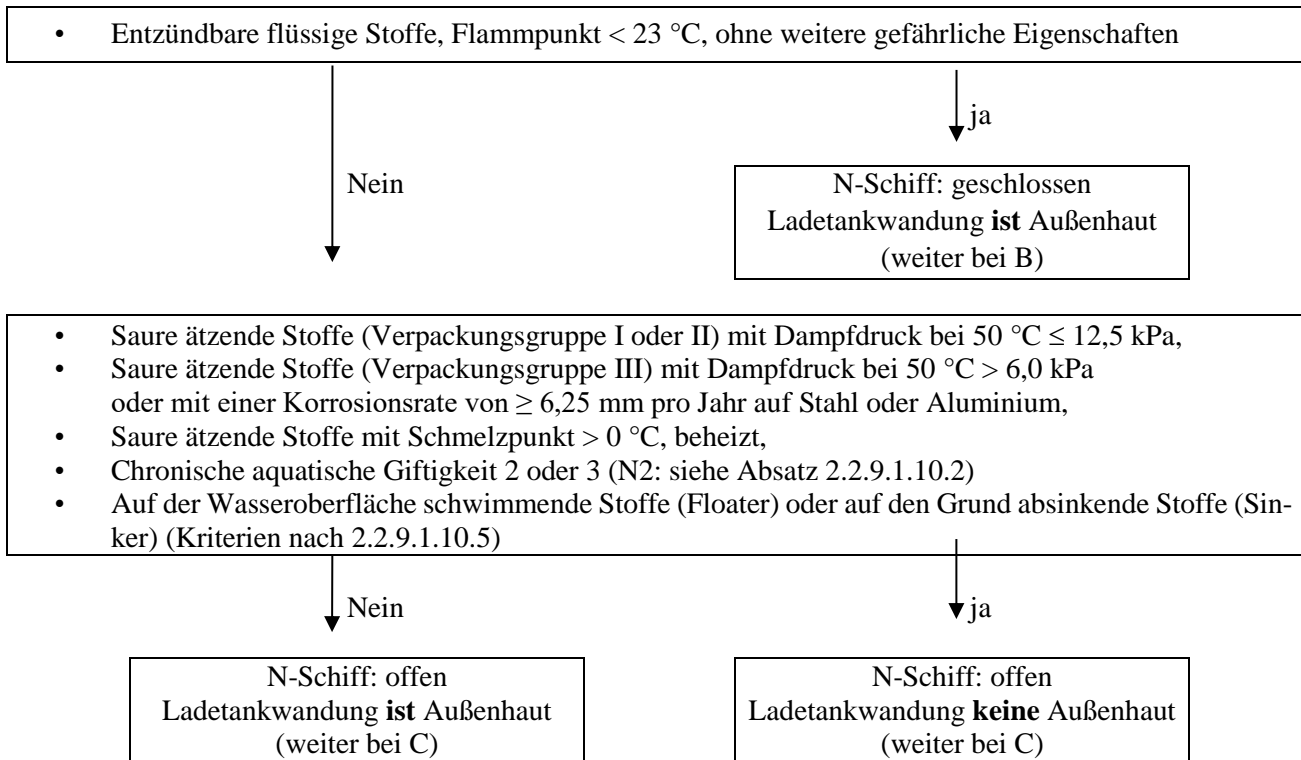 • Entzündbare flüssige Stoffe, Flammpunkt < 23 °C, ohne weitere gefährliche Eigenschaften
ja
Nein
N-Schiff: geschlossen
Ladetankwandung ist Außenhaut
(weiter bei B)
• Saure ätzende Stoffe (Verpackungsgruppe I oder II) mit Dampfdruck bei 50 °C ≤ 12,5 kPa,
• Saure ätzende Stoffe (Verpackungsgruppe III) mit Dampfdruck bei 50 °C > 6,0 kPa
oder mit einer Korrosionsrate von ≥ 6,25 mm pro Jahr auf Stahl oder Aluminium,
• Saure ätzende Stoffe mit Schmelzpunkt > 0 °C, beheizt,
• Chronische aquatische Giftigkeit 2 oder 3 (N2: siehe Absatz 2.2.9.1.10.2)
• Auf der Wasseroberfläche schwimmende Stoffe (Floater) oder auf den Grund absinkende Stoffe (Sin-
ker) (Kriterien nach 2.2.9.1.10.5)
Nein
ja
N-Schiff: offen
Ladetankwandung ist Außenhaut
(weiter bei C)
N-Schiff: offen
Ladetankwandung keine Außenhaut
(weiter bei C)